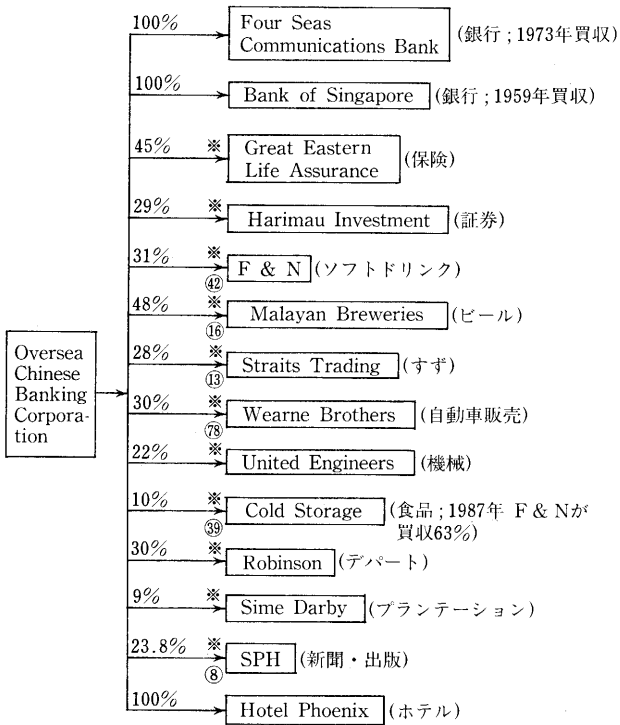 100%
Four Seas
Communications Bank
(銀行;1973年買収)
100%
Bank of Singapore
(銀行;1959年買収)
45%
※
Great Eastern
Life Assurance
(保険)
29%
※
Harimau Investment
(証券)
31%
※
㊷
F & N
(ソフトドリンク)
48%
※
⑯
Malayan Breweries
(ビール)
Oversea
Chinese
Banking
Corpora-
tion
28%
※
⑬
Straits Trading
(すず)
30%
※
(78)
Wearne Brothers
(自動車販売)
22%
※
United Engineers
(機械)
10%
※
㊴
Cold Storage
(食品;1987年 F & Nが
買収63%)
30%
※
Robinson
(デパート)
9%
※
Sime Darby
(プランテーション)
23.8%
※
⑧
SPH
(新聞・出版)
100%
Hotel Phoenix
(ホテル)